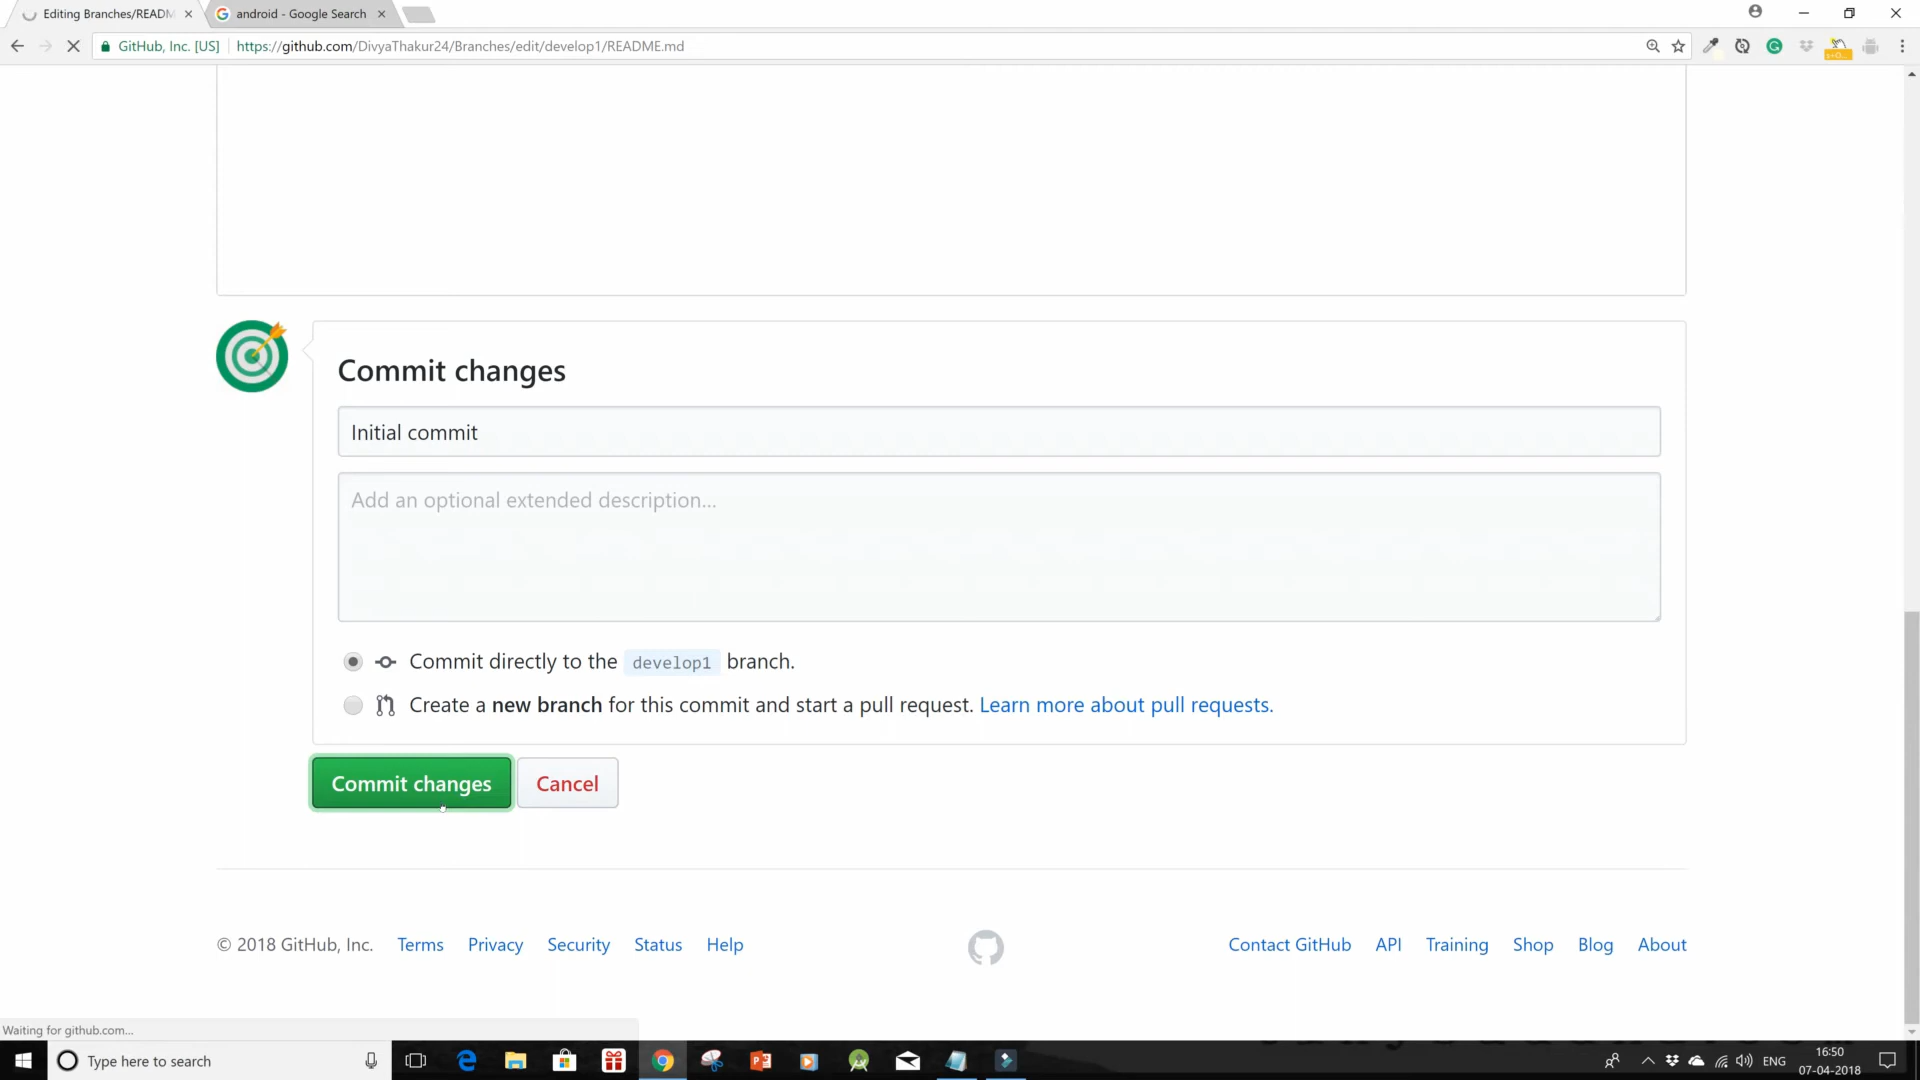 Editing Branches/READM
android - Google Search
GitHub, Inc. [US]
https://github.com/DivyaThakur24/Branches/edit/develop1/README.md
Commit changes
Initial commit
Add an optional extended description...
Commit directly to the develop1 branch.
Create a new branch for this commit and start a pull request. Learn more about pull requests.
Commit changes
Cancel
© 2018 GitHub, Inc. Terms Privacy Security Status Help
Contact GitHub API Training Shop Blog About
Waiting for github.com...
Type here to search
ENG
16:50
07-04-2018